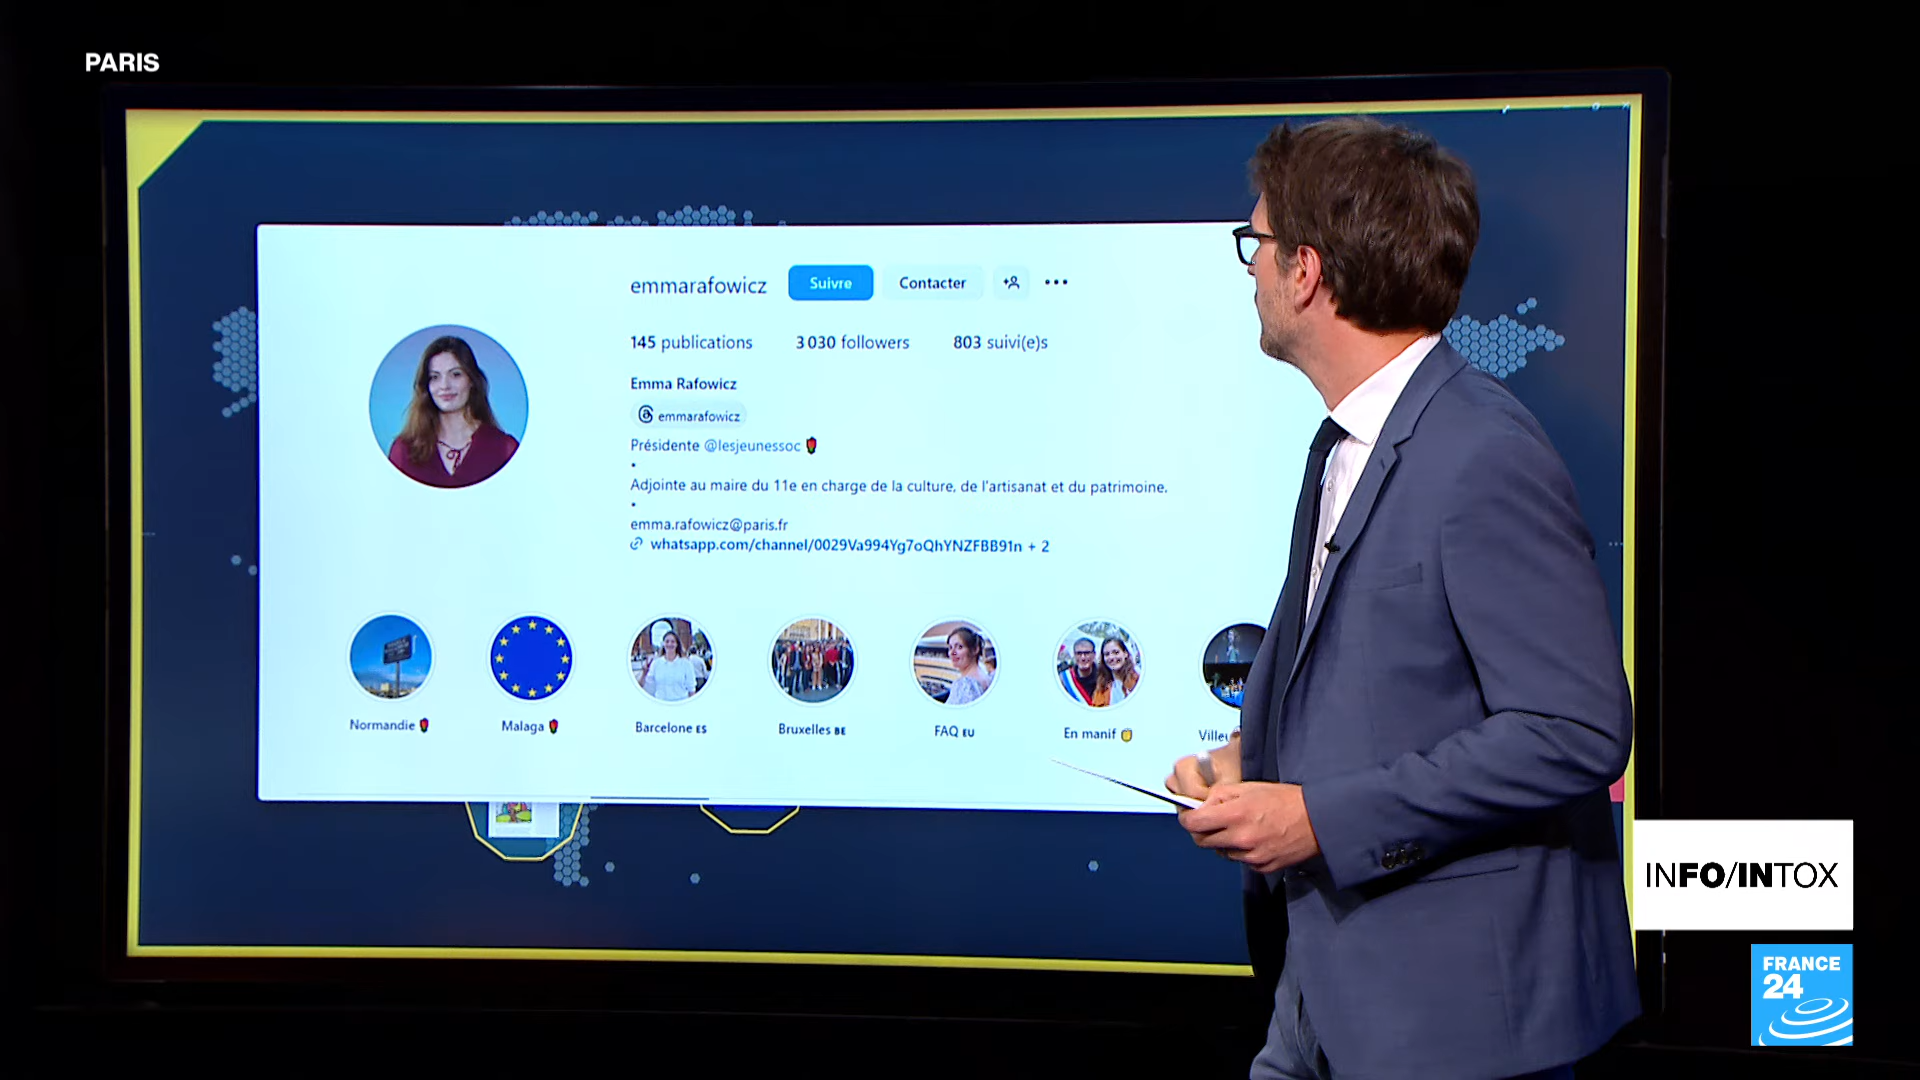 PARIS
emmarafowicz Suivre Contacter
145 publications 3 030 followers 803 suivi(e)s
Emma Rafowicz
emmarafowicz
Présidente @lesjeunessoc
•
Adjointe au maire du 11e en charge de la culture, de l'artisanat et du patrimoine.
•
emma.rafowicz@paris.fr
whatsapp.com/channel/0029Va994Yg7oQhYNZFBB91n + 2
Normandie Malaga Barcelone ES Bruxelles BE FAQ EU En manif
INFO/INTOX
FRANCE
24